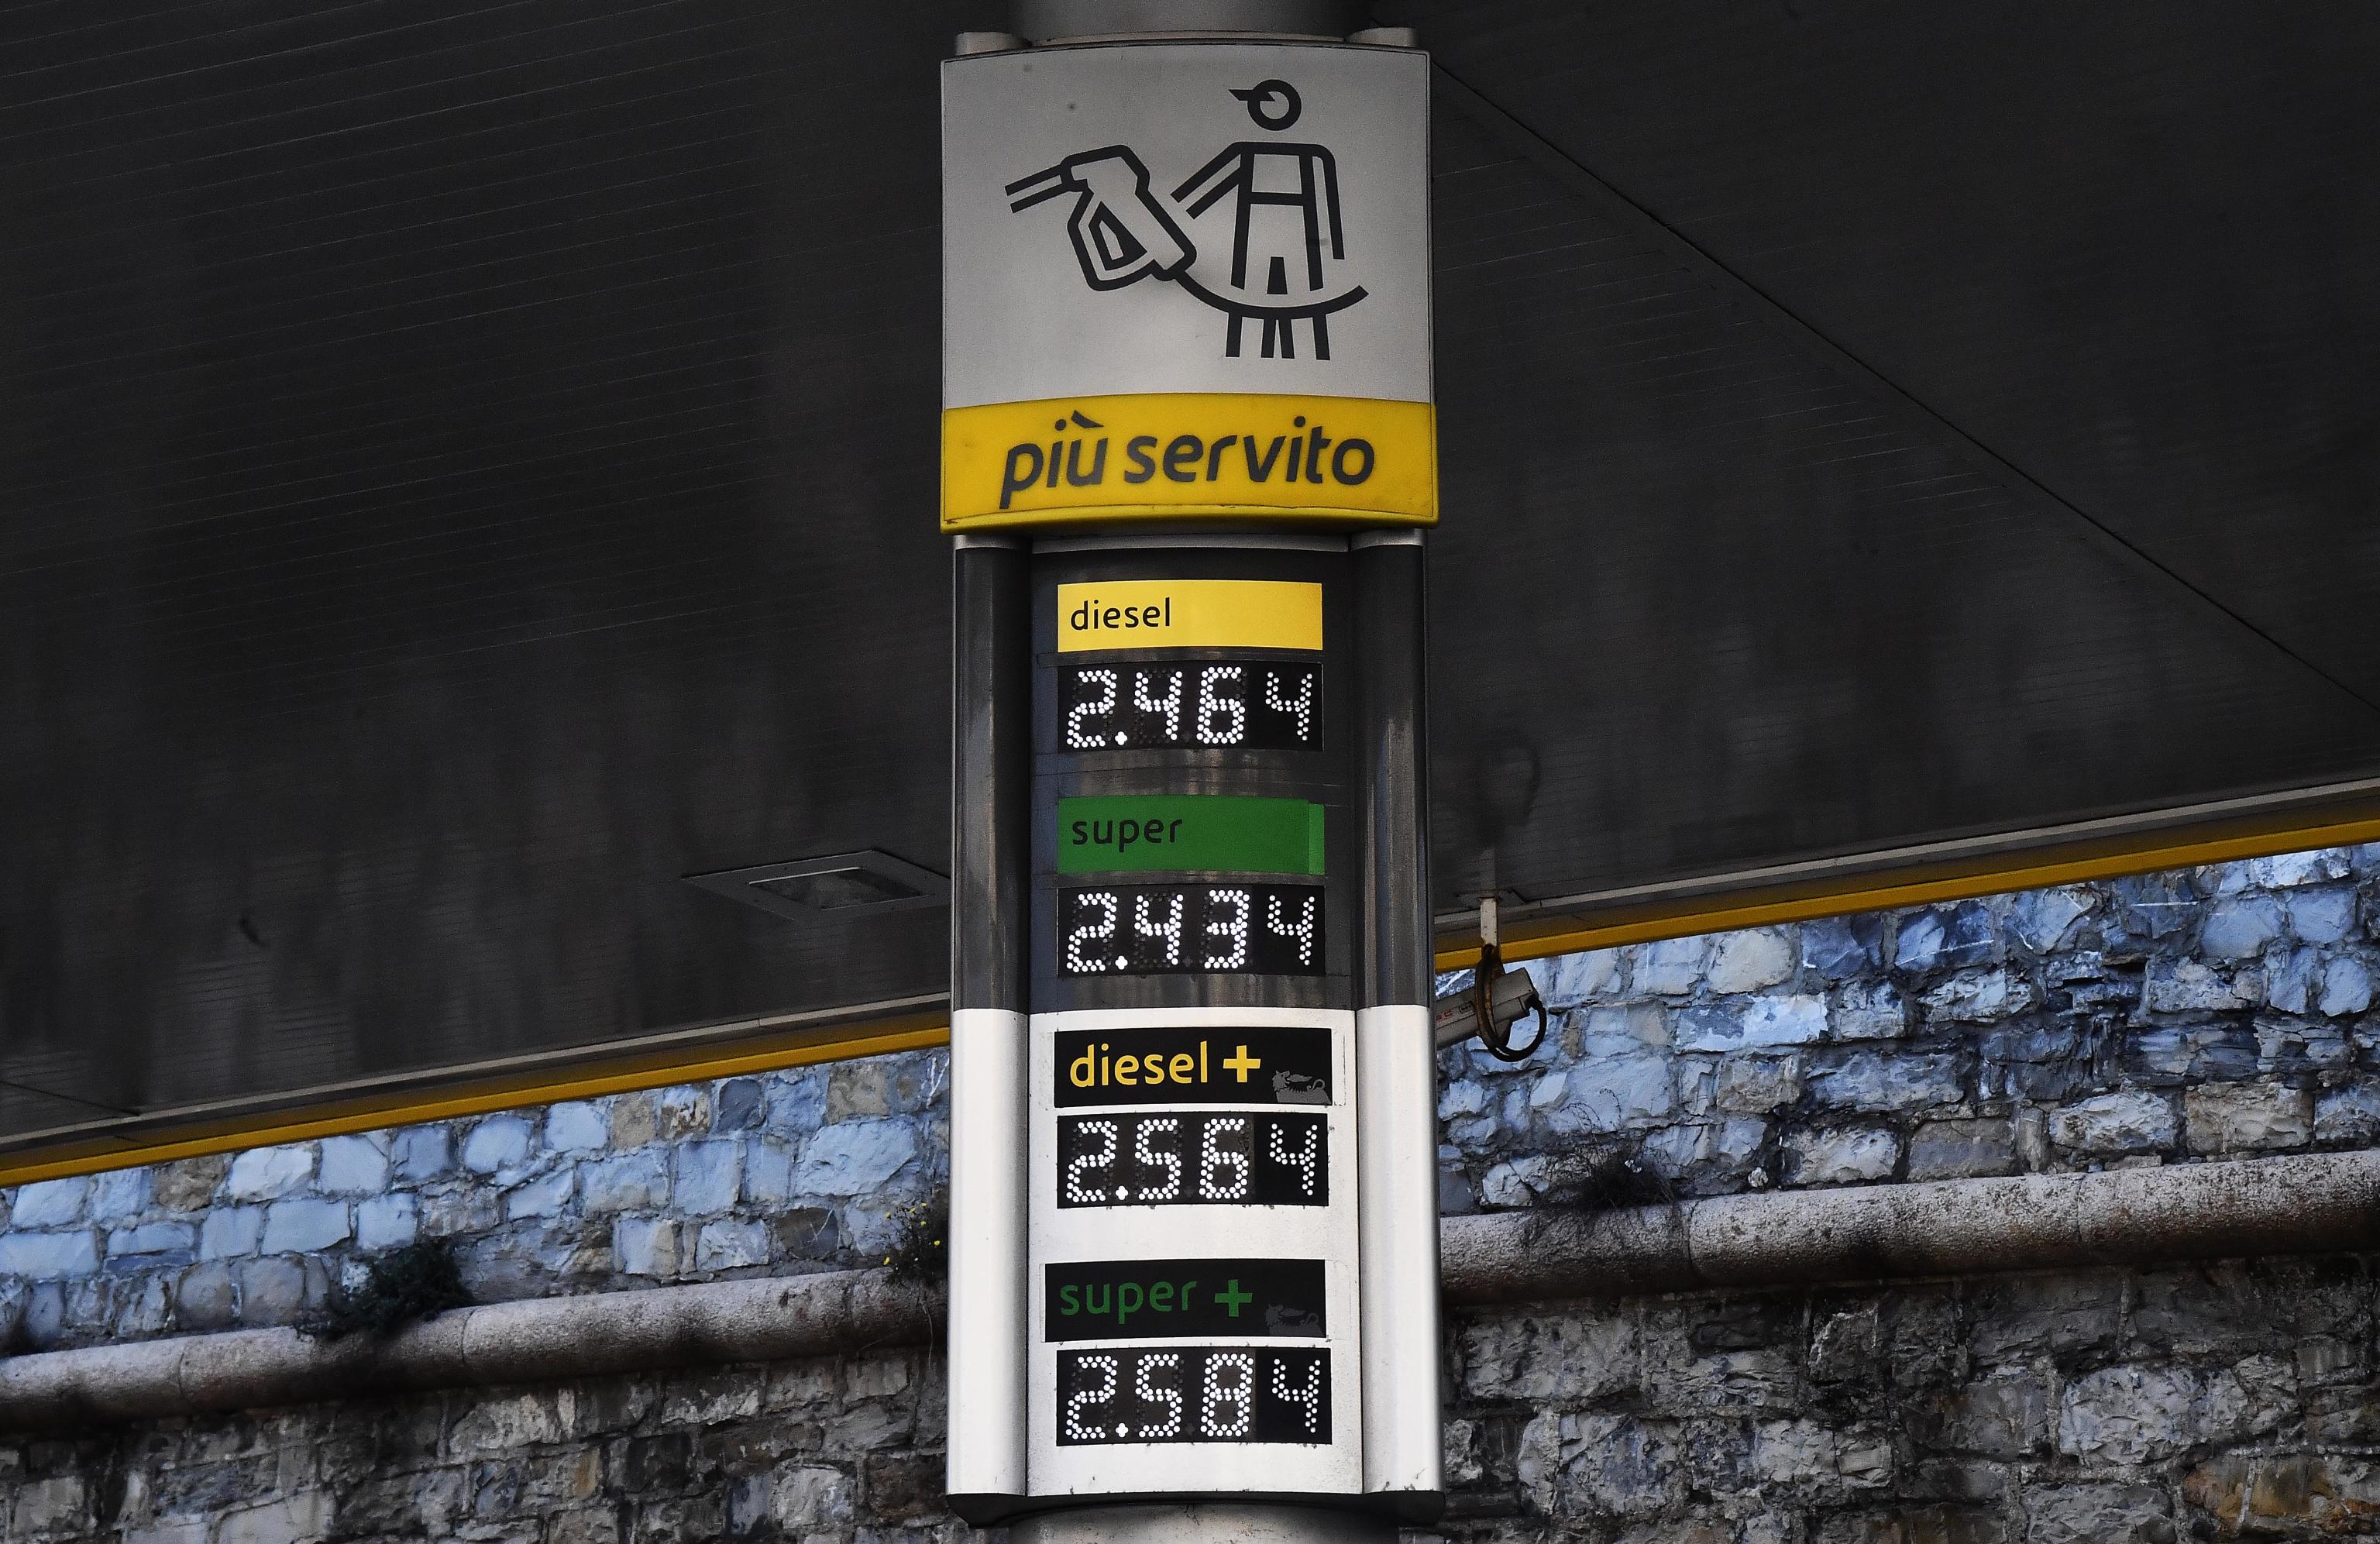 più servito
diesel
2.464
super
2.434
diesel+
2.564
super+
2.584